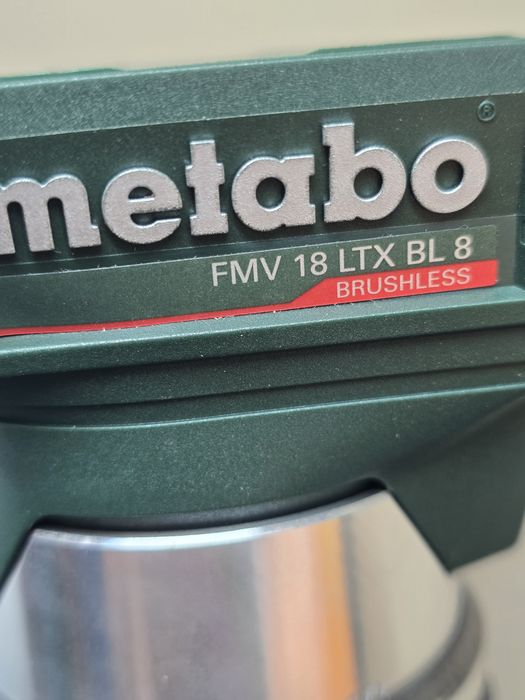 metabo
®
FMV 18 LTX BL 8
BRUSHLESS